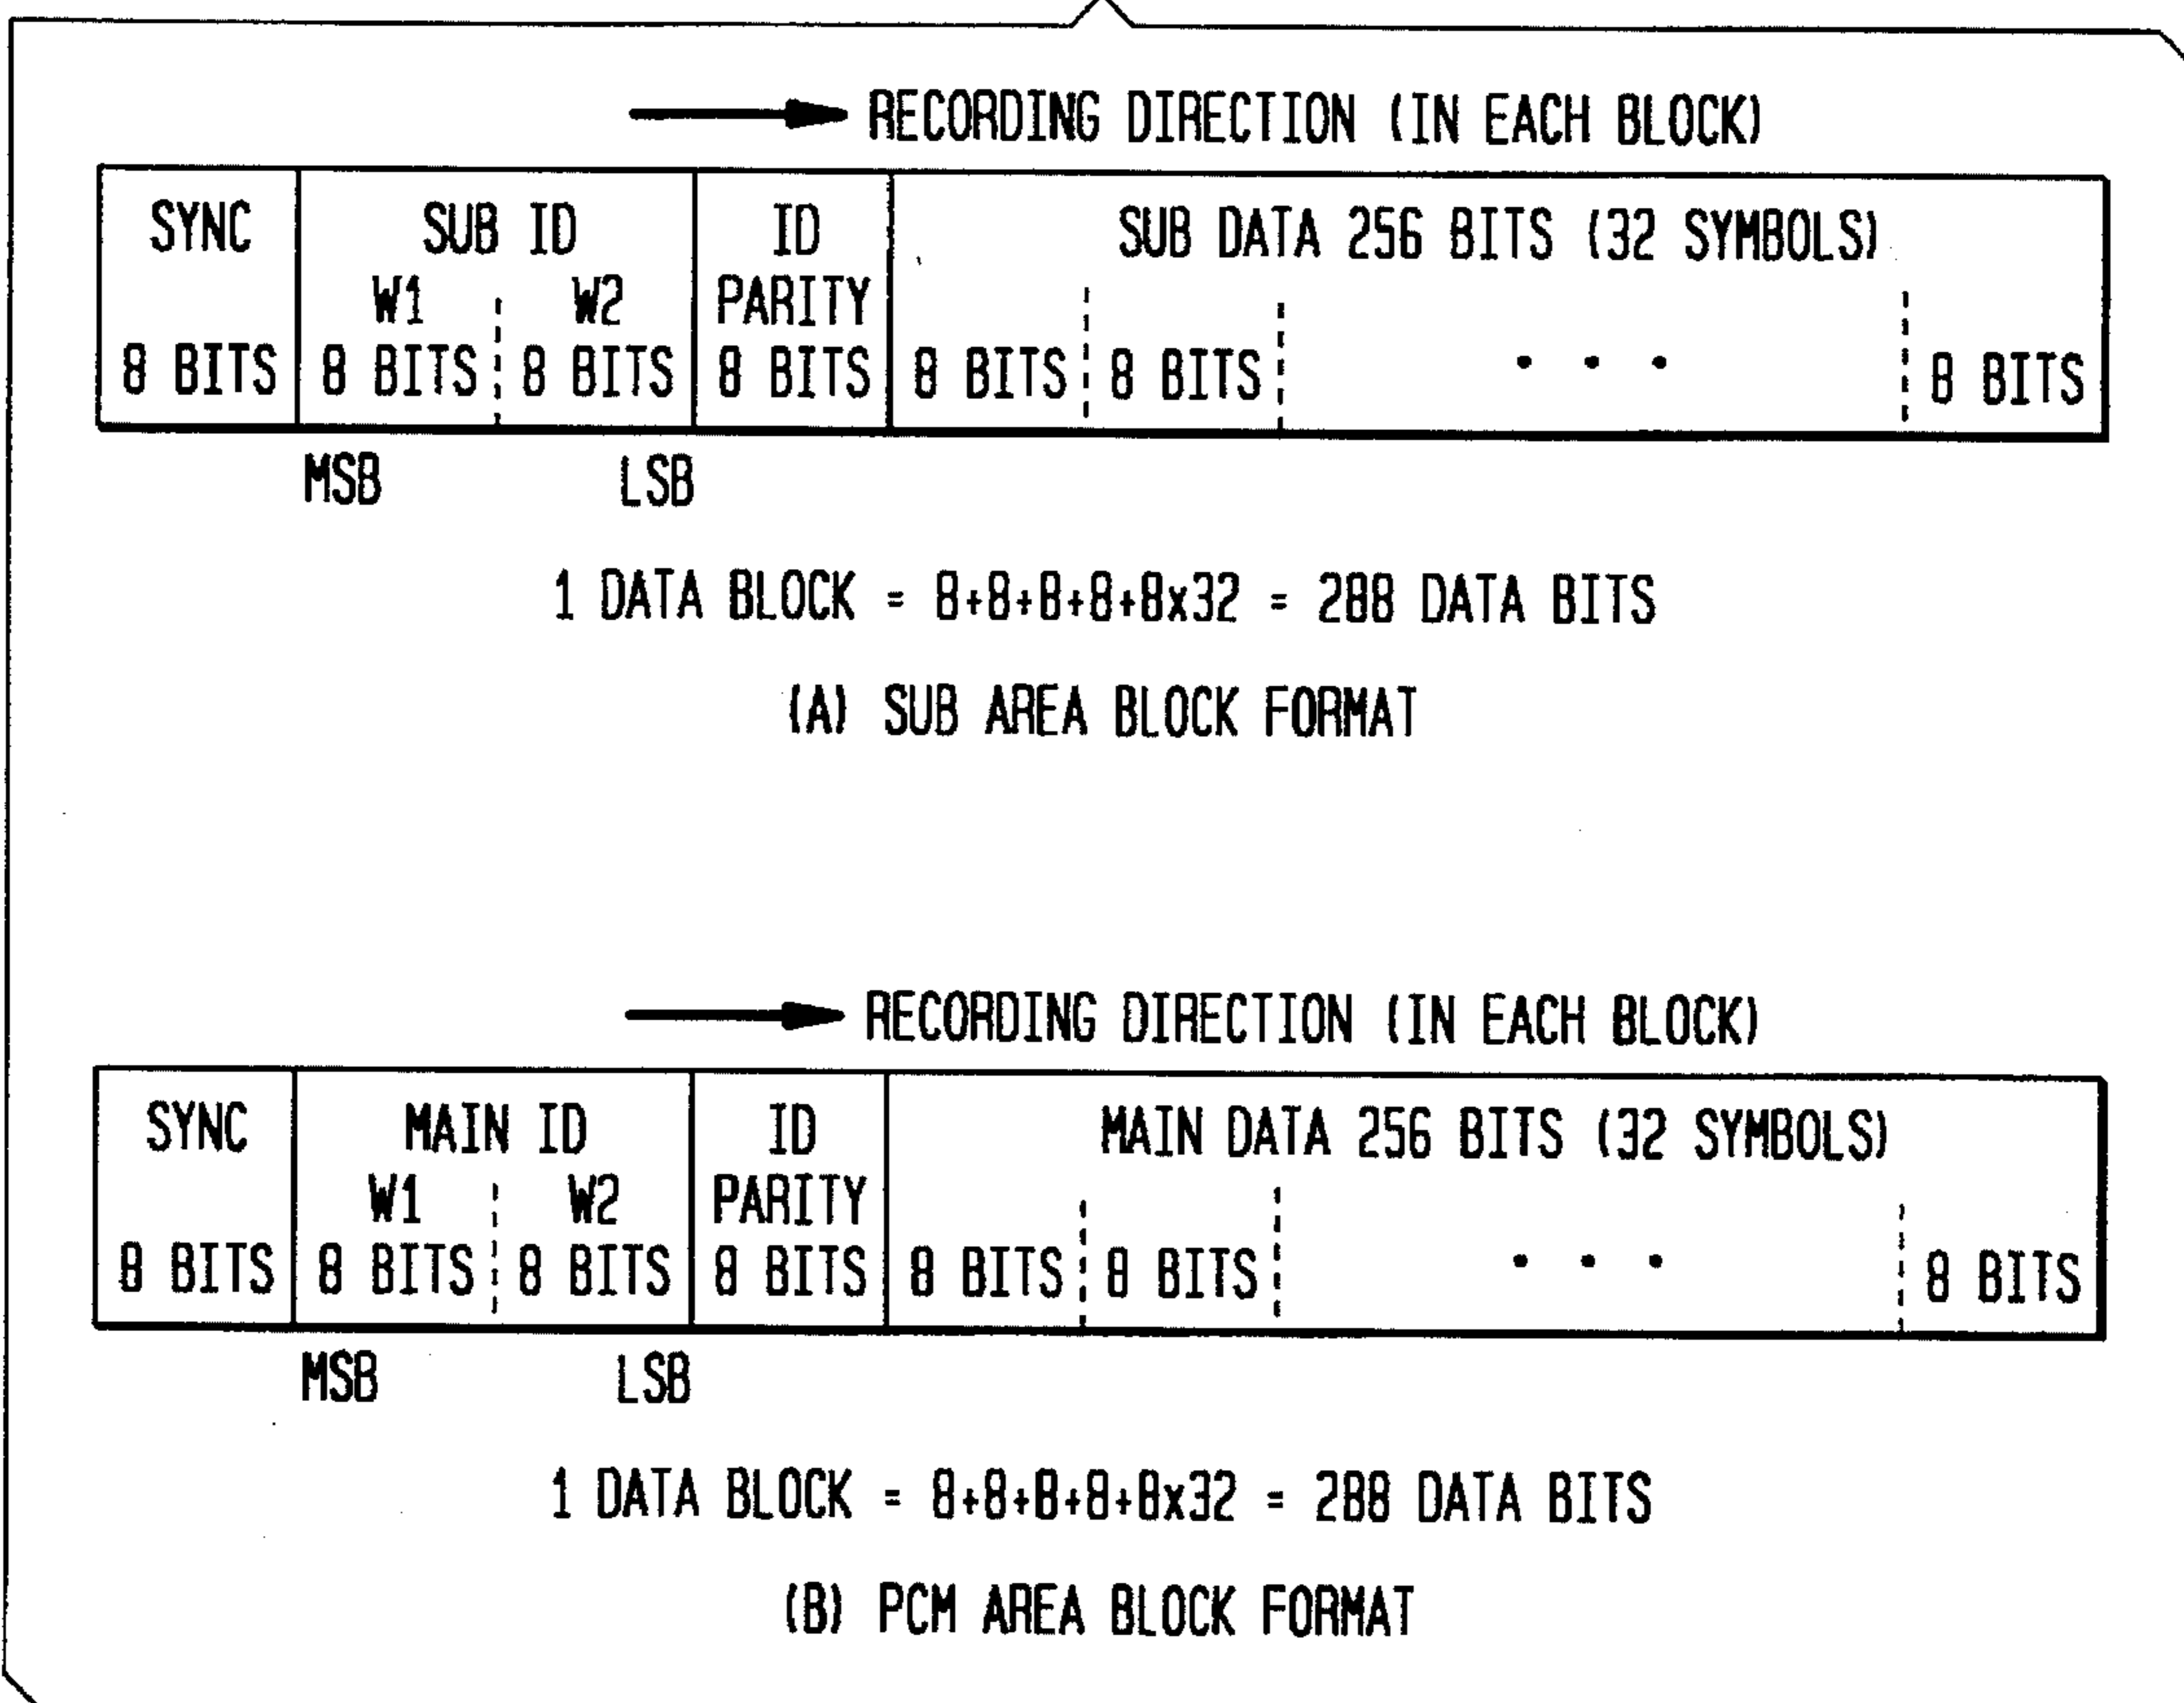 RECORDING DIRECTION (IN EACH BLOCK)
SYNC SUB ID ID SUB DATA 256 BITS (32 SYMBOLS)
W1 W2 PARITY
8 BITS 8 BITS 8 BITS 8 BITS 8 BITS 8 BITS • • • 8 BITS
MSB LSB
1 DATA BLOCK = 8+8+8+8+8x32 = 288 DATA BITS
(A) SUB AREA BLOCK FORMAT
RECORDING DIRECTION (IN EACH BLOCK)
SYNC MAIN ID ID MAIN DATA 256 BITS (32 SYMBOLS)
W1 W2 PARITY
8 BITS 8 BITS 8 BITS 8 BITS 8 BITS 8 BITS • • • 8 BITS
MSB LSB
1 DATA BLOCK = 8+8+8+8+8x32 = 288 DATA BITS
(B) PCM AREA BLOCK FORMAT